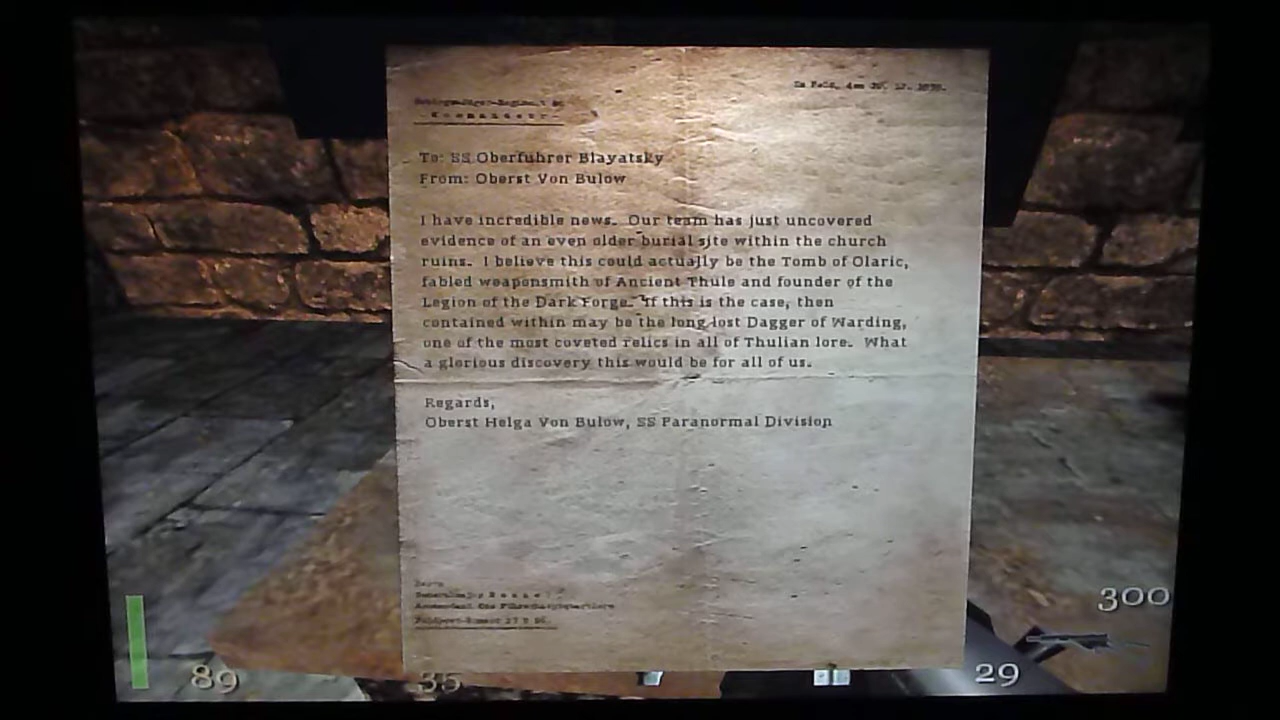 To: SS Oberfuhrer Blavatsky
From: Oberst Von Bulow
I have incredible news. Our team has just uncovered
evidence of an even older burial site within the church
ruins. I believe this could actually be the Tomb of Olaric,
fabled weaponsmith of Ancient Thule and founder of the
Legion of the Dark Forge. If this is the case, then
contained within may be the long lost Dagger of Warding,
one of the most coveted relics in all of Thulian lore. What
a glorious discovery this would be for all of us.
Regards,
Oberst Helga Von Bulow, SS Paranormal Division
300
89
35
29